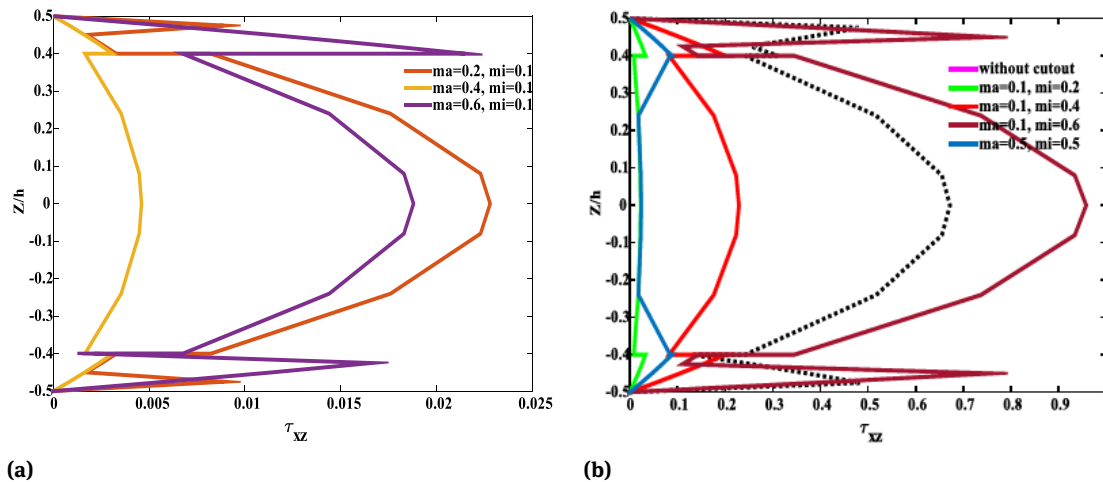 0.5
0.4
0.3
0.2
0.1
0
-0.1
-0.2
-0.3
-0.4
-0.5
Z/h
ma=0.2, mi=0.1
ma=0.4, mi=0.1
ma=0.6, mi=0.1
0 0.005 0.01 0.015 0.02 0.025
τxz
(a)
0.5
0.4
0.3
0.2
0.1
0
-0.1
-0.2
-0.3
-0.4
-0.5
Z/h
without cutout
ma=0.1, mi=0.2
ma=0.1, mi=0.4
ma=0.1, mi=0.6
ma=0.5, mi=0.5
0 0.1 0.2 0.3 0.4 0.5 0.6 0.7 0.8 0.9
τxz
(b)